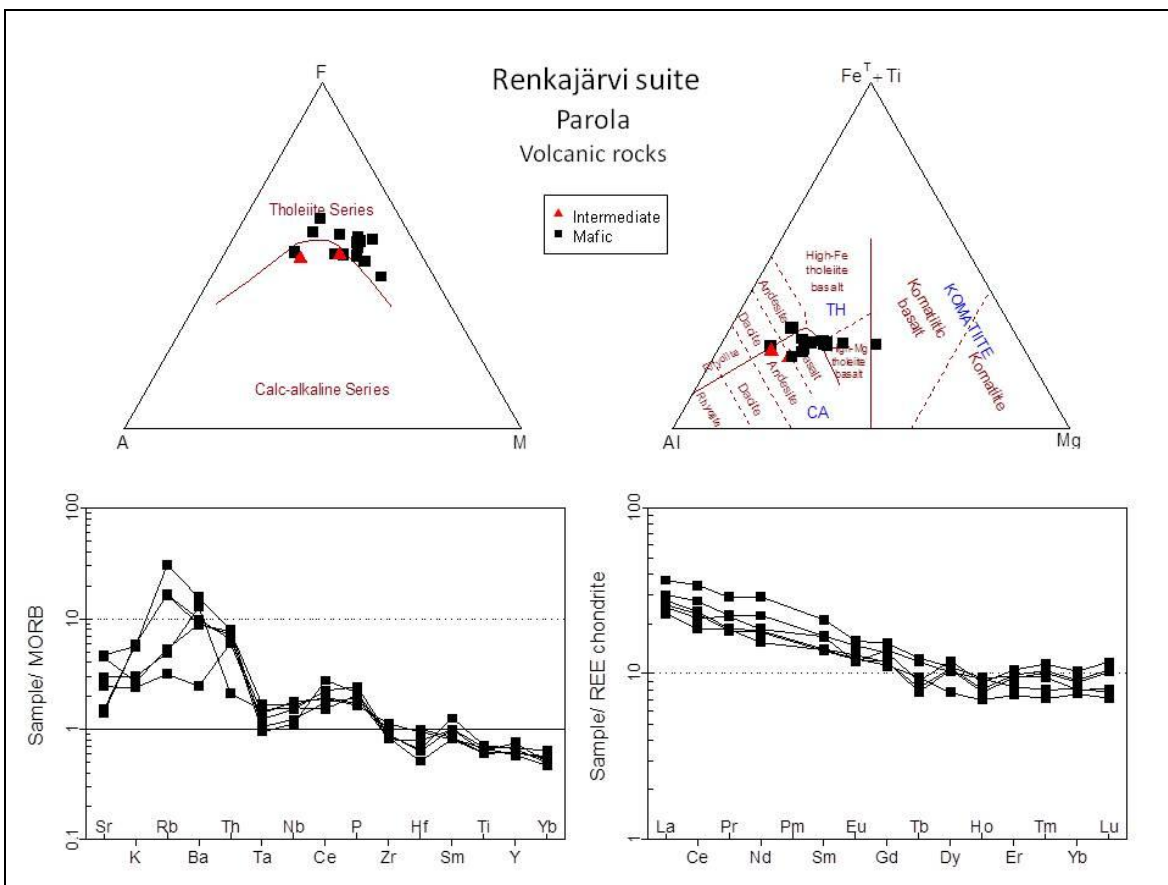 Renkajärvi suite
Parola
Volcanic rocks
Intermediate
Mafic
F
Tholeiite Series
Calc-alkaline Series
A
M
Fe^T + Ti
High-Fe
tholeiite
basalt
TH
Komatiitic
basalt
KOMATIITE
Komatiite
Andesite
Dacite
Rhyolite
Basalt
High-Mg
tholeiite
basalt
Andesite
Dacite
Rhyolite
CA
Al
Mg
Sample/ MORB
100
10
1
0.1
Sr Rb Ba Th Nb Ce P Hf Ti Yb
K Ba Ta Ce Zr Sm Y
Sample/ REE chondrite
100
10
1
La Pr Pm Eu Tb Ho Tm Lu
Ce Nd Sm Gd Dy Er Yb